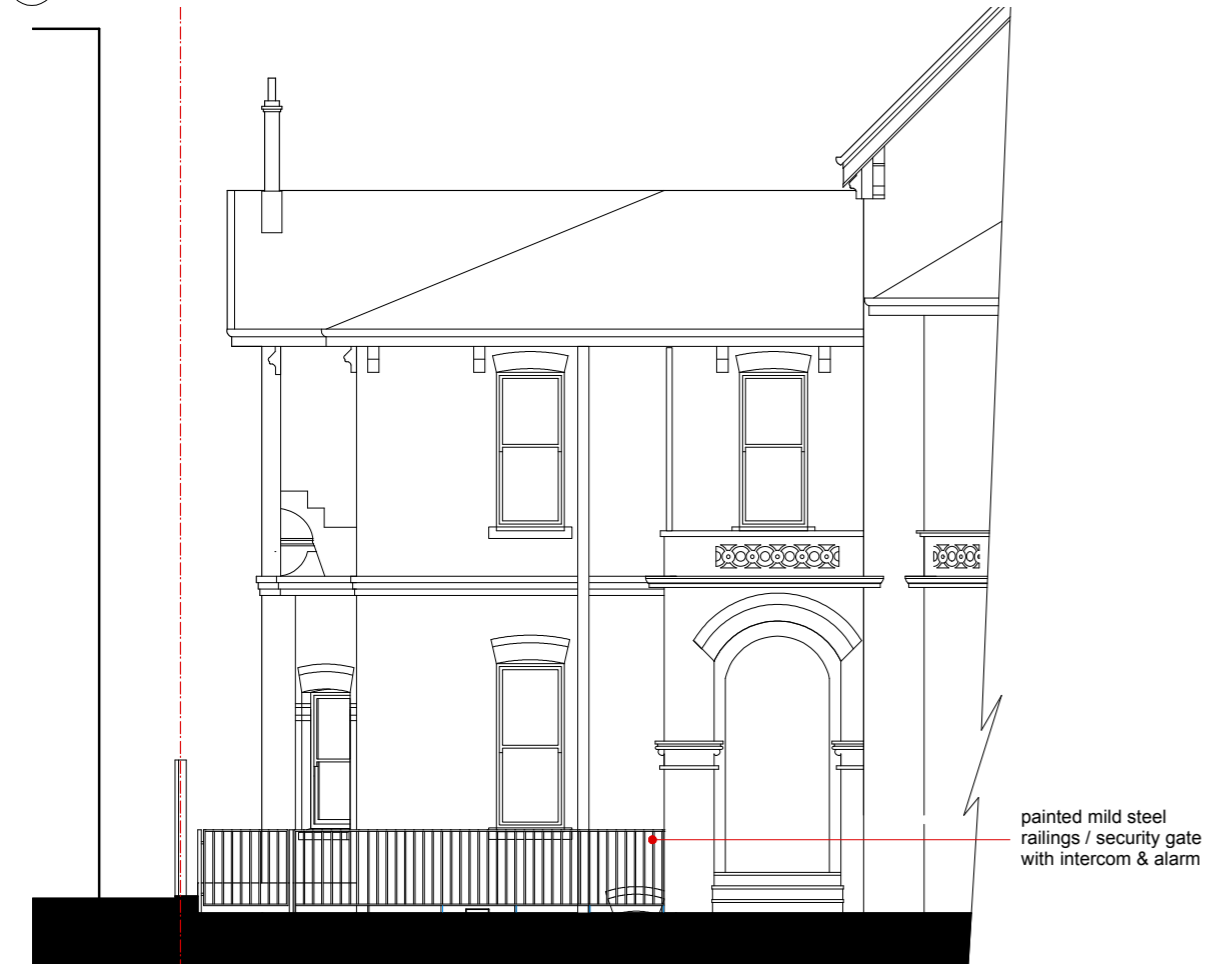 painted mild steel
railings / security gate
with intercom & alarm